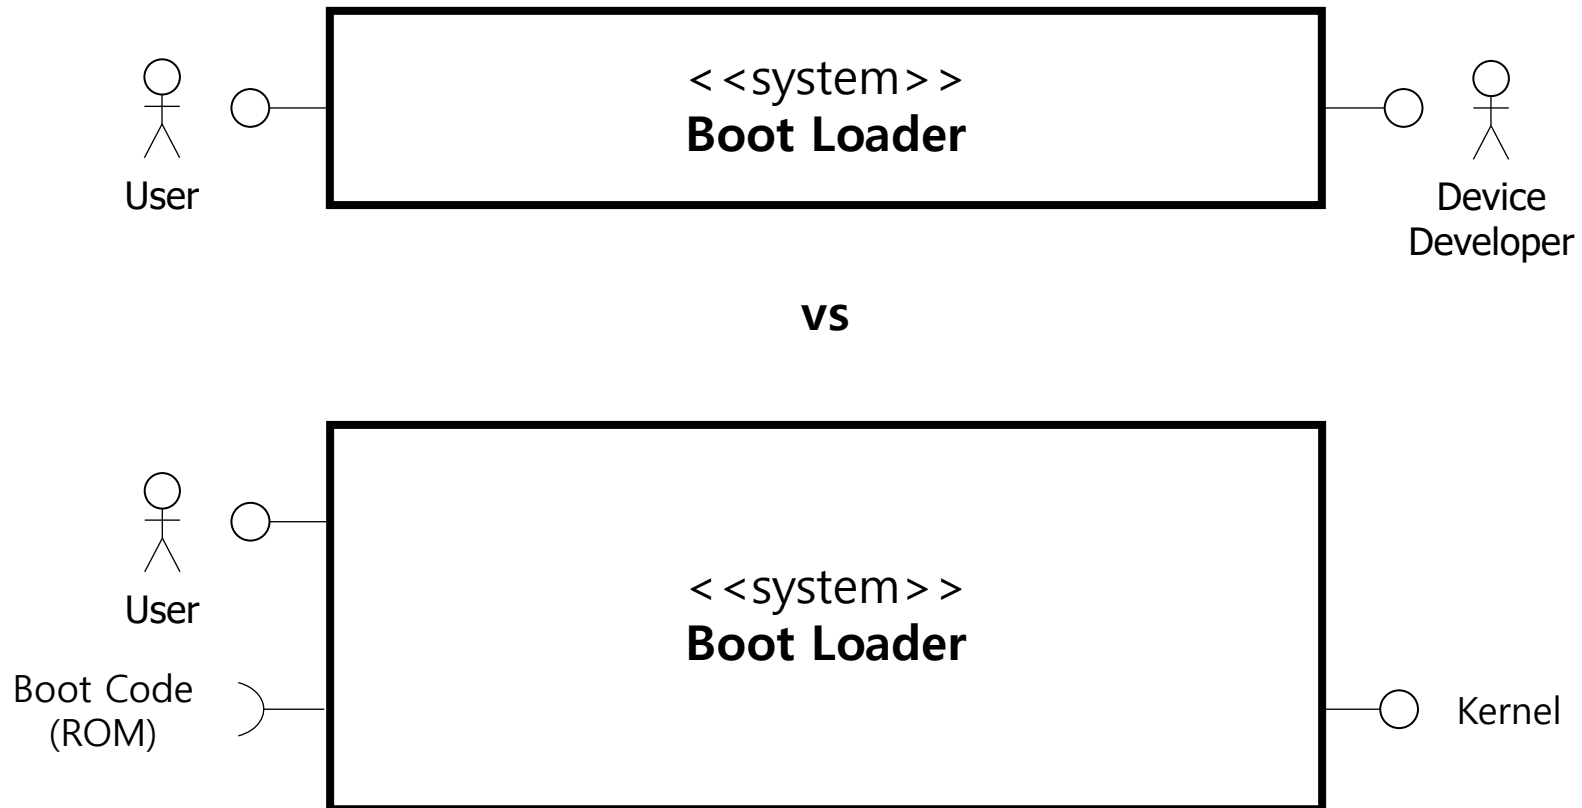 <<system>>
Boot Loader
User
Device
Developer
vs
User
<<system>>
Boot Loader
Boot Code
(ROM)
Kernel